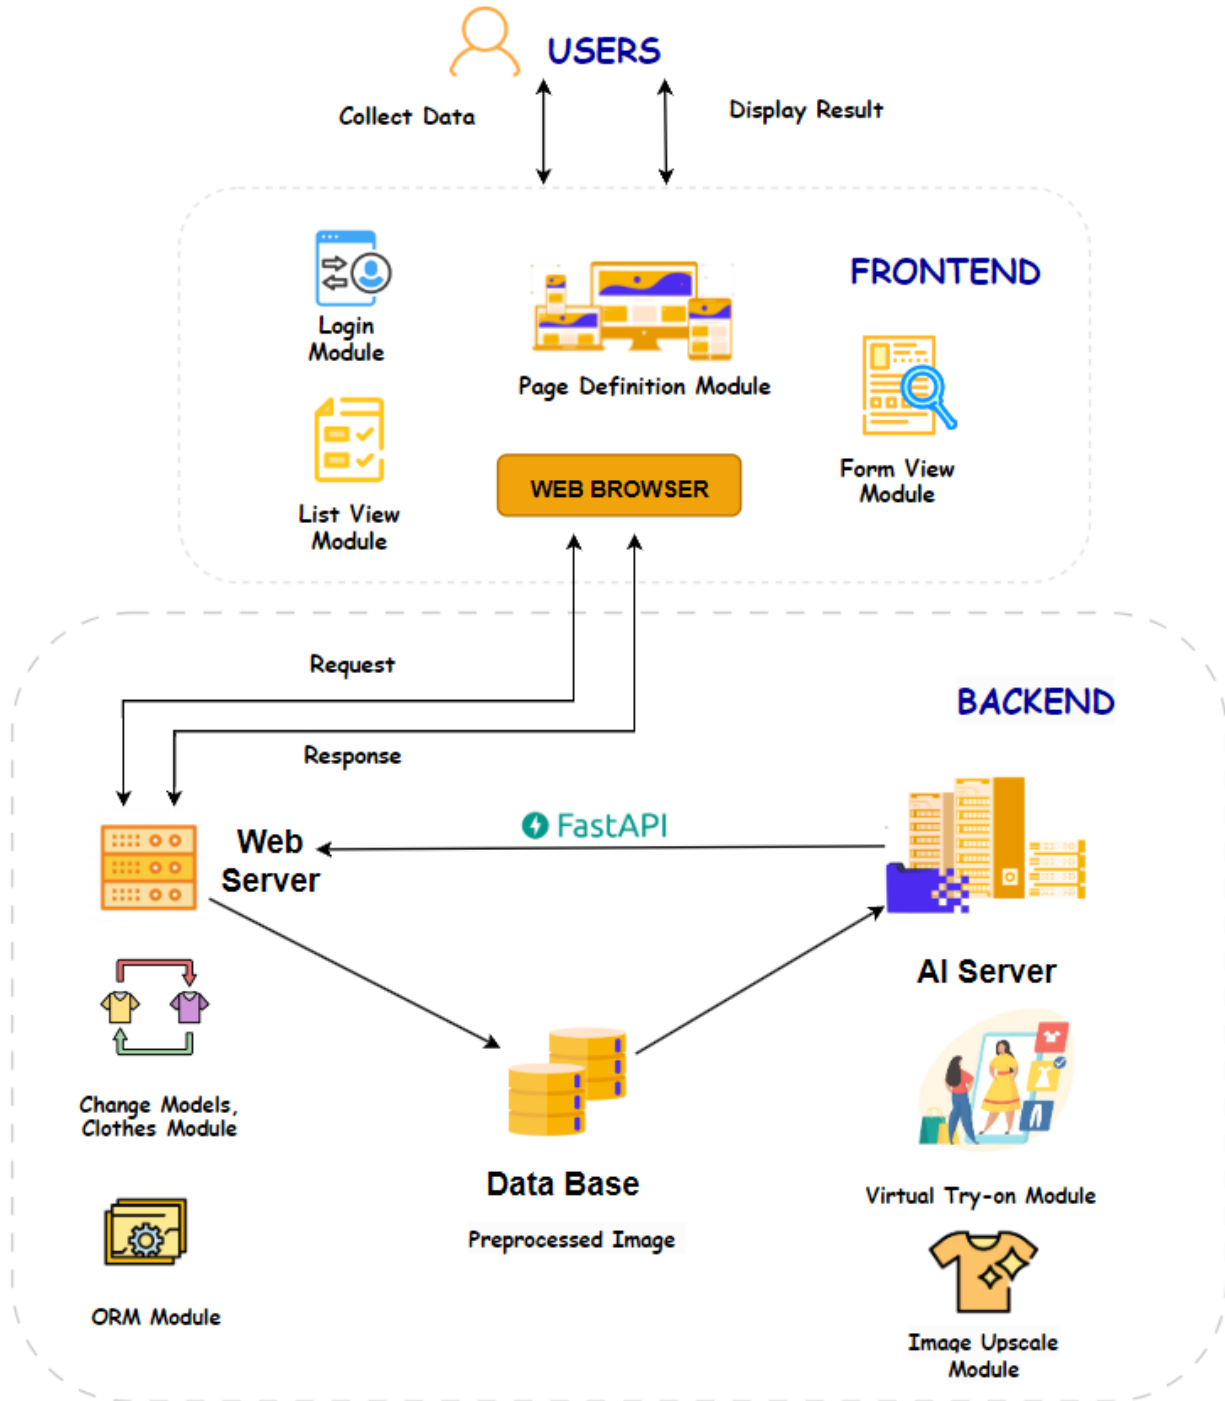 USERS
Collect Data
Display Result
FRONTEND
Login
Module
Page Definition Module
List View
Module
WEB BROWSER
Form View
Module
Request
BACKEND
Response
FastAPI
Web
Server
AI Server
Change Models,
Clothes Module
Data Base
Preprocessed Image
Virtual Try-on Module
ORM Module
Image Upscale
Module